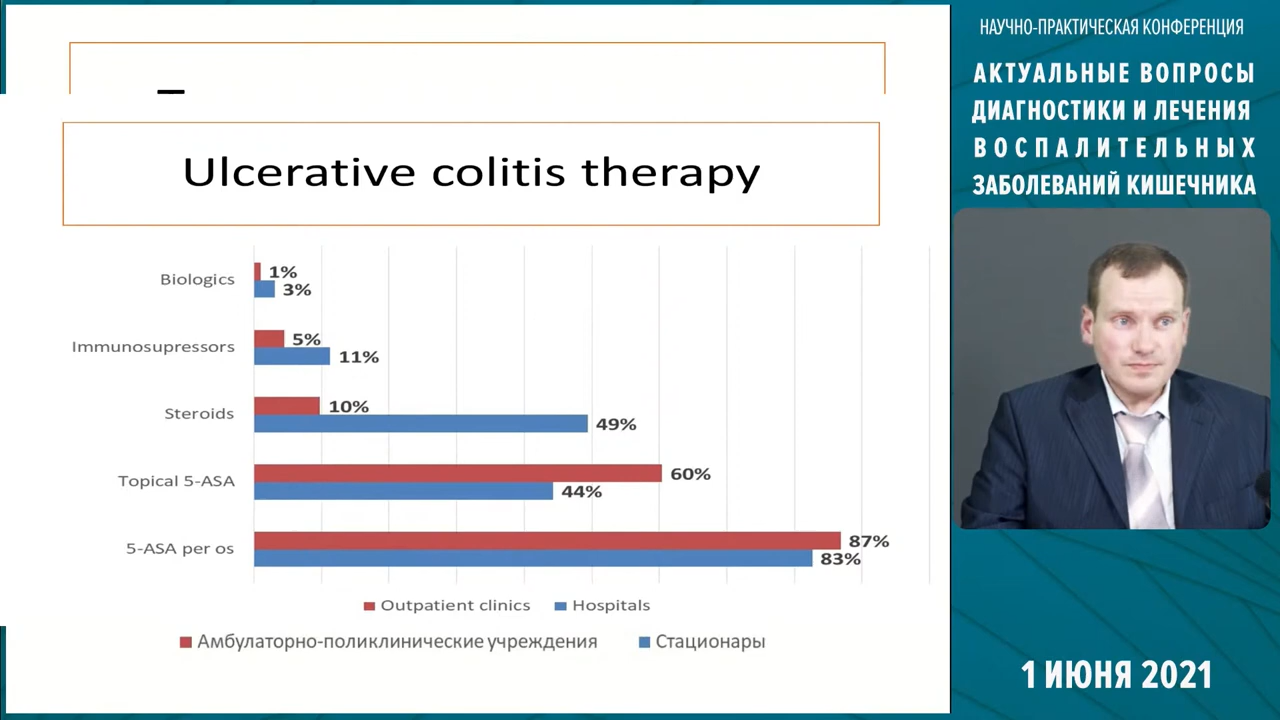 Ulcerative colitis therapy
Biologics
1%
3%
Immunosupressors
5%
11%
Steroids
10%
49%
Topical 5-ASA
60%
44%
5-ASA per os
87%
83%
Outpatient clinics
Hospitals
Амбулаторно-поликлинические учреждения
Стационары
НАУЧНО-ПРАКТИЧЕСКАЯ КОНФЕРЕНЦИЯ
АКТУАЛЬНЫЕ ВОПРОСЫ
ДИАГНОСТИКИ И ЛЕЧЕНИЯ
ВОСПАЛИТЕЛЬНЫХ
ЗАБОЛЕВАНИЙ КИШЕЧНИКА
1 ИЮНЯ 2021